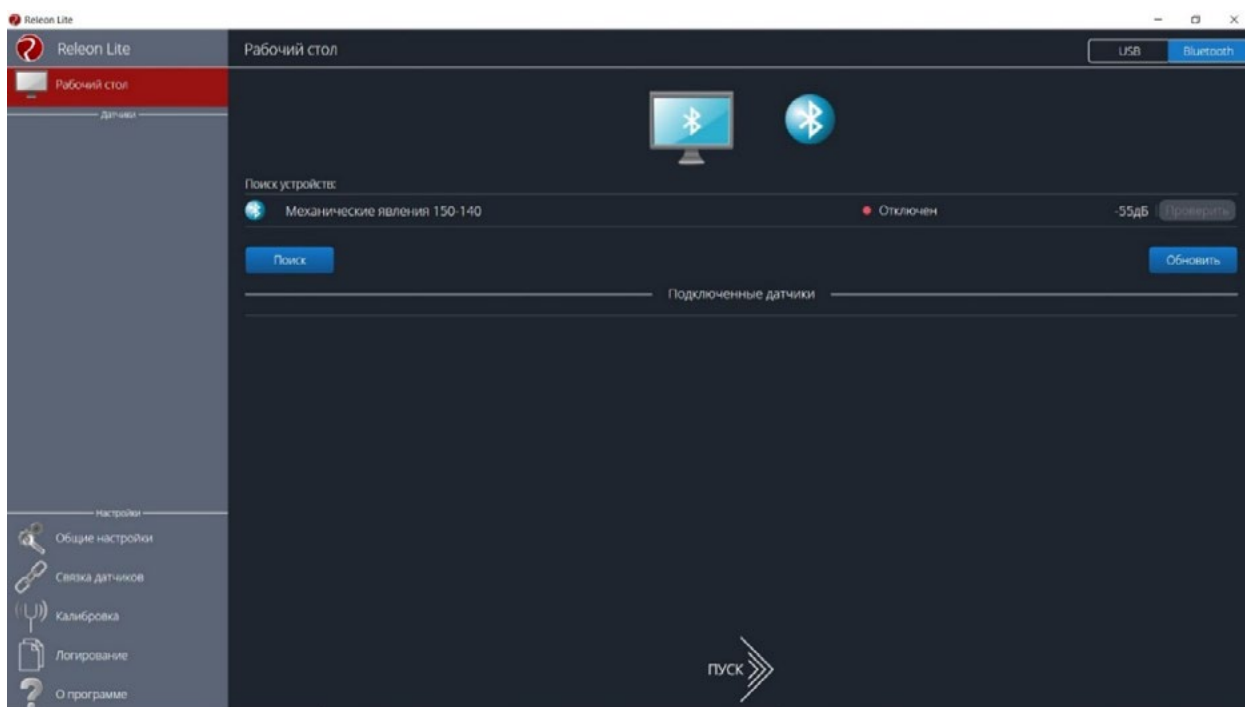 Releon Lite
Releon Lite
Рабочий стол
USB
Bluetooth
Рабочий стол
Датчики
Поиск устройств:
Механические явления 150-140
Отключен
-55дБ
Проверить
Поиск
Обновить
Подключенные датчики
Настройки
Общие настройки
Связка датчиков
Калибровка
Логирование
О программе
ПУСК